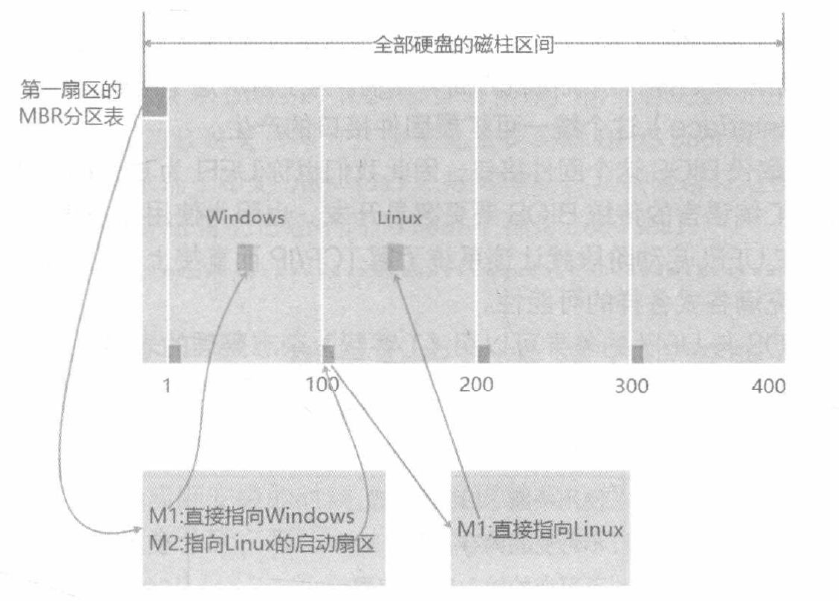 全部硬盘的磁柱区间
第一扇区的
MBR分区表
Windows
Linux
1
100
200
300
400
M1:直接指向Windows
M2:指向Linux的启动扇区
M1:直接指向Linux